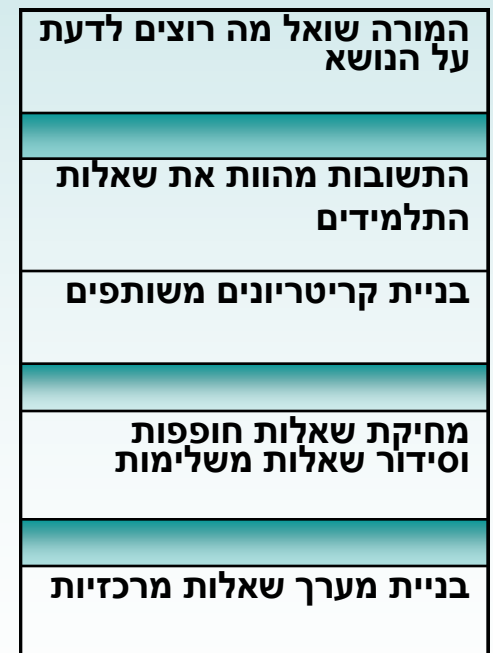 המורה שואל מה רוצים לדעת
על הנושא
התשובות מהוות את שאלות
התלמידים
בניית קריטריונים משותפים
מחיקת שאלות חופפות
וסידור שאלות משלימות
בניית מערך שאלות מרכזיות